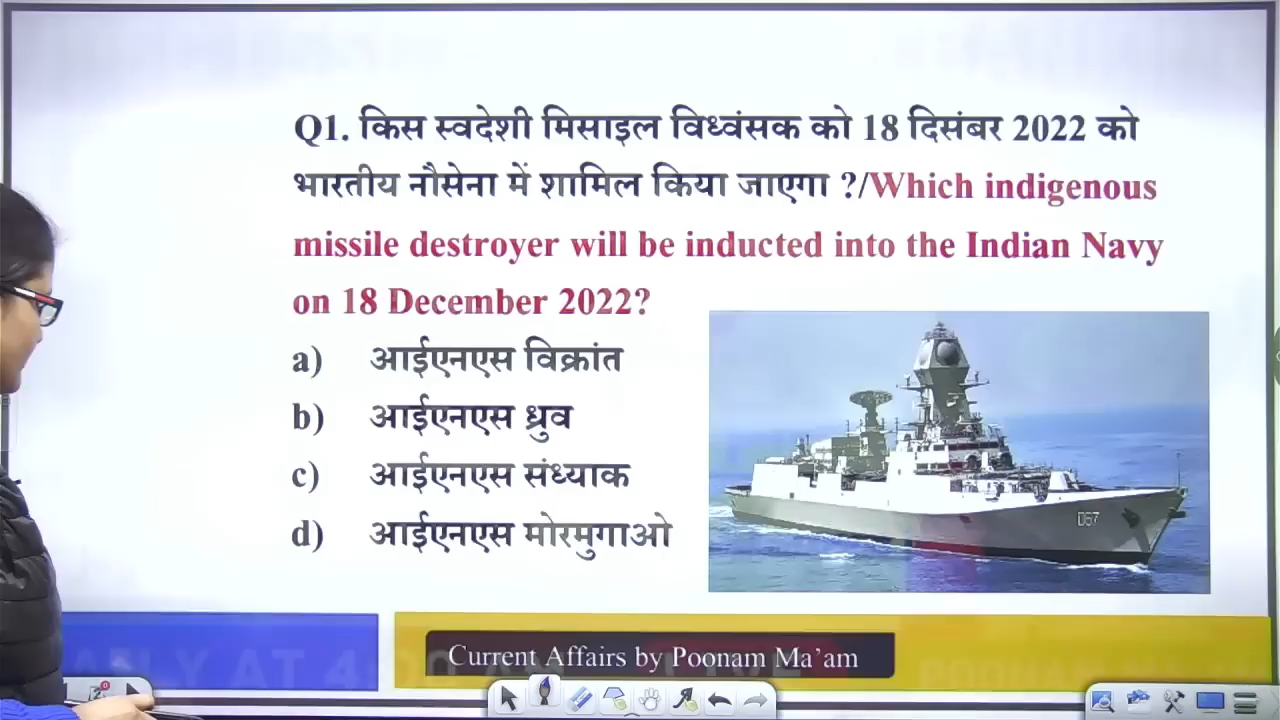 Q1. किस स्वदेशी मिसाइल विध्वंसक को 18 दिसंबर 2022 को
भारतीय नौसेना में शामिल किया जाएगा ?/Which indigenous
missile destroyer will be inducted into the Indian Navy
on 18 December 2022?
a) आईएनएस विक्रांत
b) आईएनएस ध्रुव
c) आईएनएस संध्याक
d) आईएनएस मोरमुगाओ
D67
Current Affairs by Poonam Ma'am